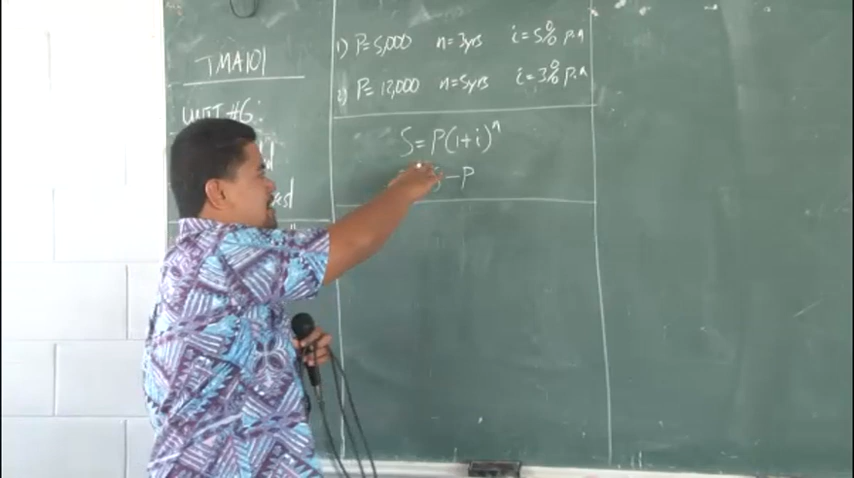 TMA101
UNIT #6:
1) P=5,000 n=3yrs i=5% p.A
2) P=12,000 n=5yrs i=3% p.A
S=P(1+i)^n
-P